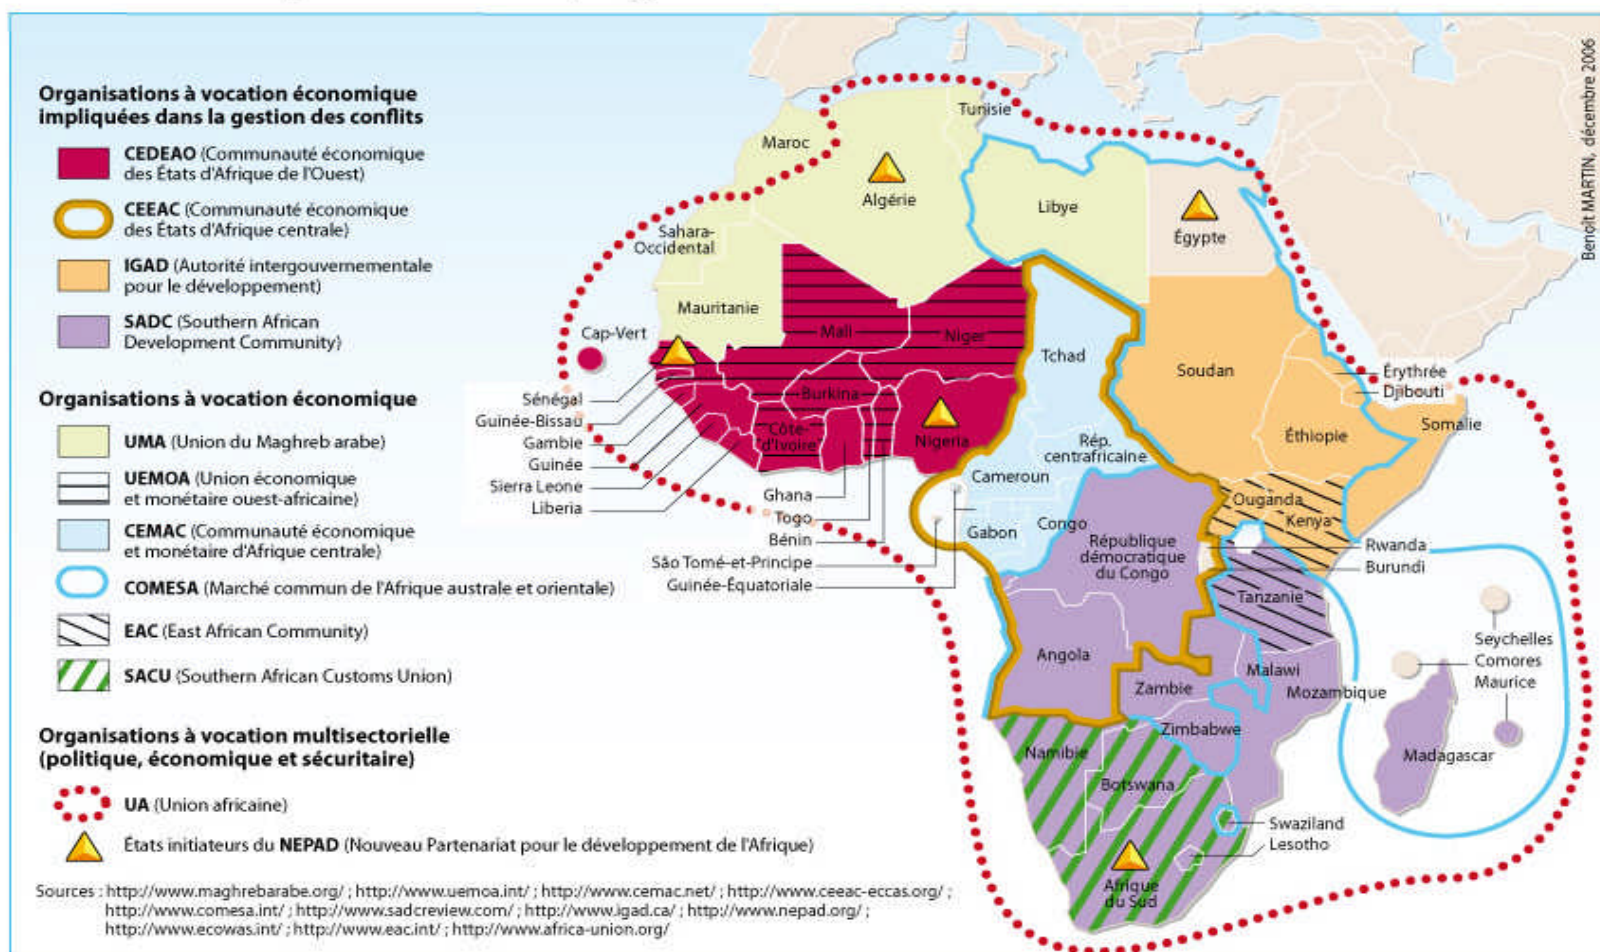 Organisations à vocation économique
impliquées dans la gestion des conflits
CEDEAO (Communauté économique
des États d'Afrique de l'Ouest)
CEEAC (Communauté économique
des États d'Afrique centrale)
IGAD (Autorité intergouvernementale
pour le développement)
SADC (Southern African
Development Community)
Organisations à vocation économique
UMA (Union du Maghreb arabe)
UEMOA (Union économique
et monétaire ouest-africaine)
CEMAC (Communauté économique
et monétaire d'Afrique centrale)
COMESA (Marché commun de l'Afrique australe et orientale)
EAC (East African Community)
SACU (Southern African Customs Union)
Organisations à vocation multisectorielle
(politique, économique et sécuritaire)
UA (Union africaine)
États initiateurs du NEPAD (Nouveau Partenariat pour le développement de l'Afrique)
Sources : http://www.maghrebarabe.org/ ; http://www.uemoa.int/ ; http://www.cemac.net/ ; http://www.ceeac-eccas.org/ ;
http://www.comesa.int/ ; http://www.sadcreview.com/ ; http://www.igad.ca/ ; http://www.nepad.org/ ;
http://www.ecowas.int/ ; http://www.eac.int/ ; http://www.africa-union.org/
Benoît MARTIN, décembre 2006
Tunisie
Maroc
Algérie
Libye
Égypte
Sahara-
Occidental
Mauritanie
Cap-Vert
Mali
Niger
Tchad
Soudan
Érythrée
Djibouti
Somalie
Éthiopie
Sénégal
Guinée-Bissau
Gambie
Guinée
Sierra Leone
Liberia
Burkina
Côte-
d'Ivoire
Nigeria
Ghana
Togo
Bénin
São Tomé-et-Principe
Guinée-Équatoriale
Rép.
centrafricaine
Cameroun
Gabon
Congo
République
démocratique
du Congo
Ouganda
Kenya
Rwanda
Burundi
Tanzanie
Seychelles
Comores
Maurice
Angola
Zambie
Malawi
Mozambique
Zimbabwe
Madagascar
Namibie
Botswana
Swaziland
Lesotho
Afrique
du Sud